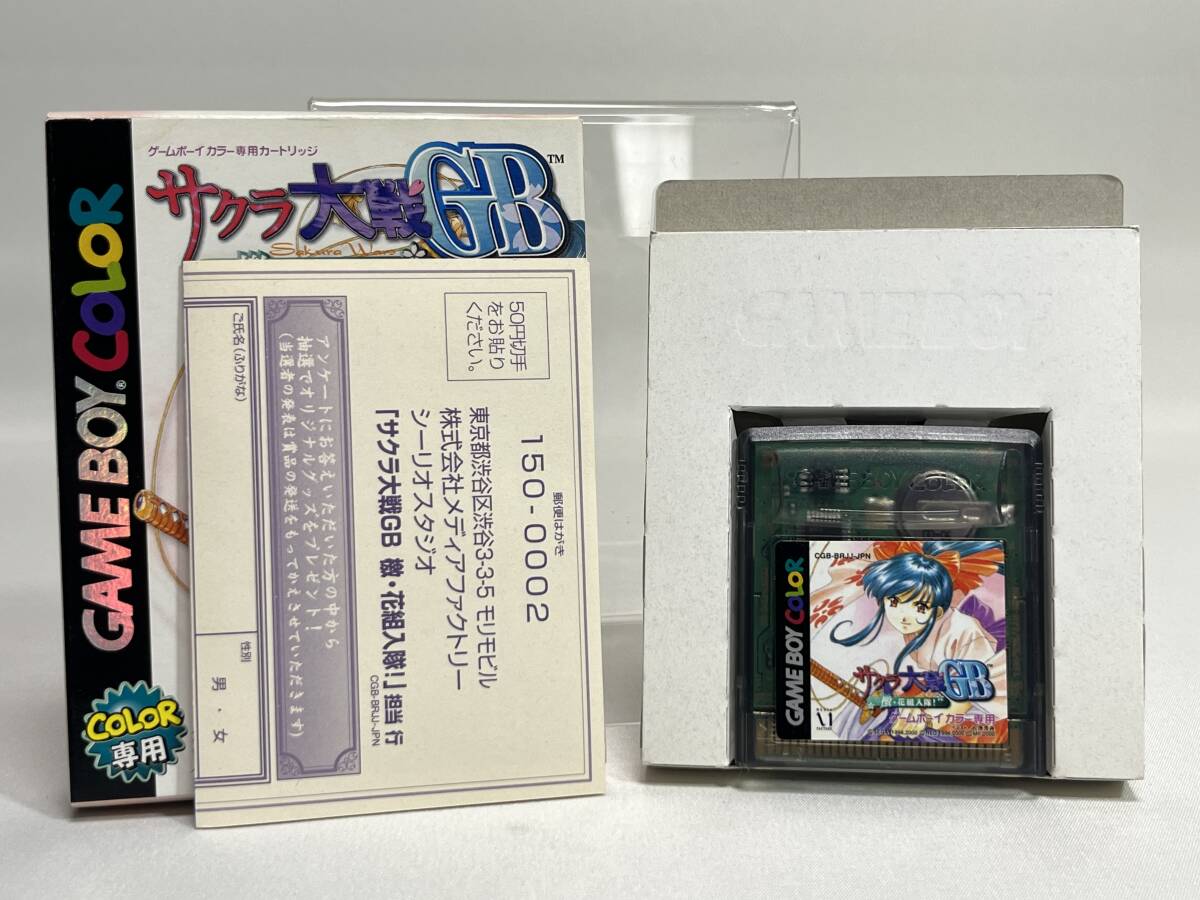 ゲームボーイカラー専用カートリッジ
サクラ大戦GB™
Sakura Wars
GAME BOY® COLOR
COLOR
専用
50円切手
をお貼り
ください。
郵便はがき
150-0002
東京都渋谷区渋谷3-3-5 モリモビル
株式会社メディアファクトリー
シーリオスタジオ
「サクラ大戦GB 檄・花組入隊!」担当 行
CGB-BRJJ-JPN
アンケートにお答えいただいた方の中から
抽選でオリジナルグッズをプレゼント!
(当選者の発表は賞品の発送をもってかえさせていただきます)
ご氏名(ふりがな)
性別
男・女
GAME BOY
GAME BOY COLOR
CGB-BRJJ-JPN
GAME BOY COLOR
サクラ大戦GB
檄・花組入隊!
ゲームボーイカラー専用